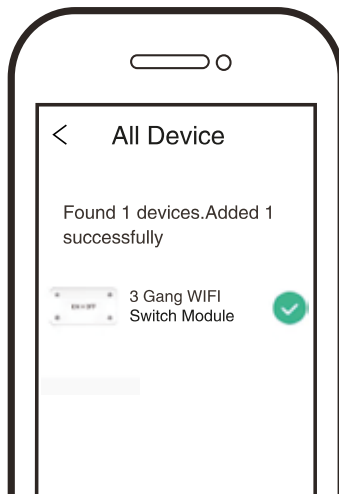 All Device
Found 1 devices.Added 1
successfully
3 Gang WIFI
Switch Module